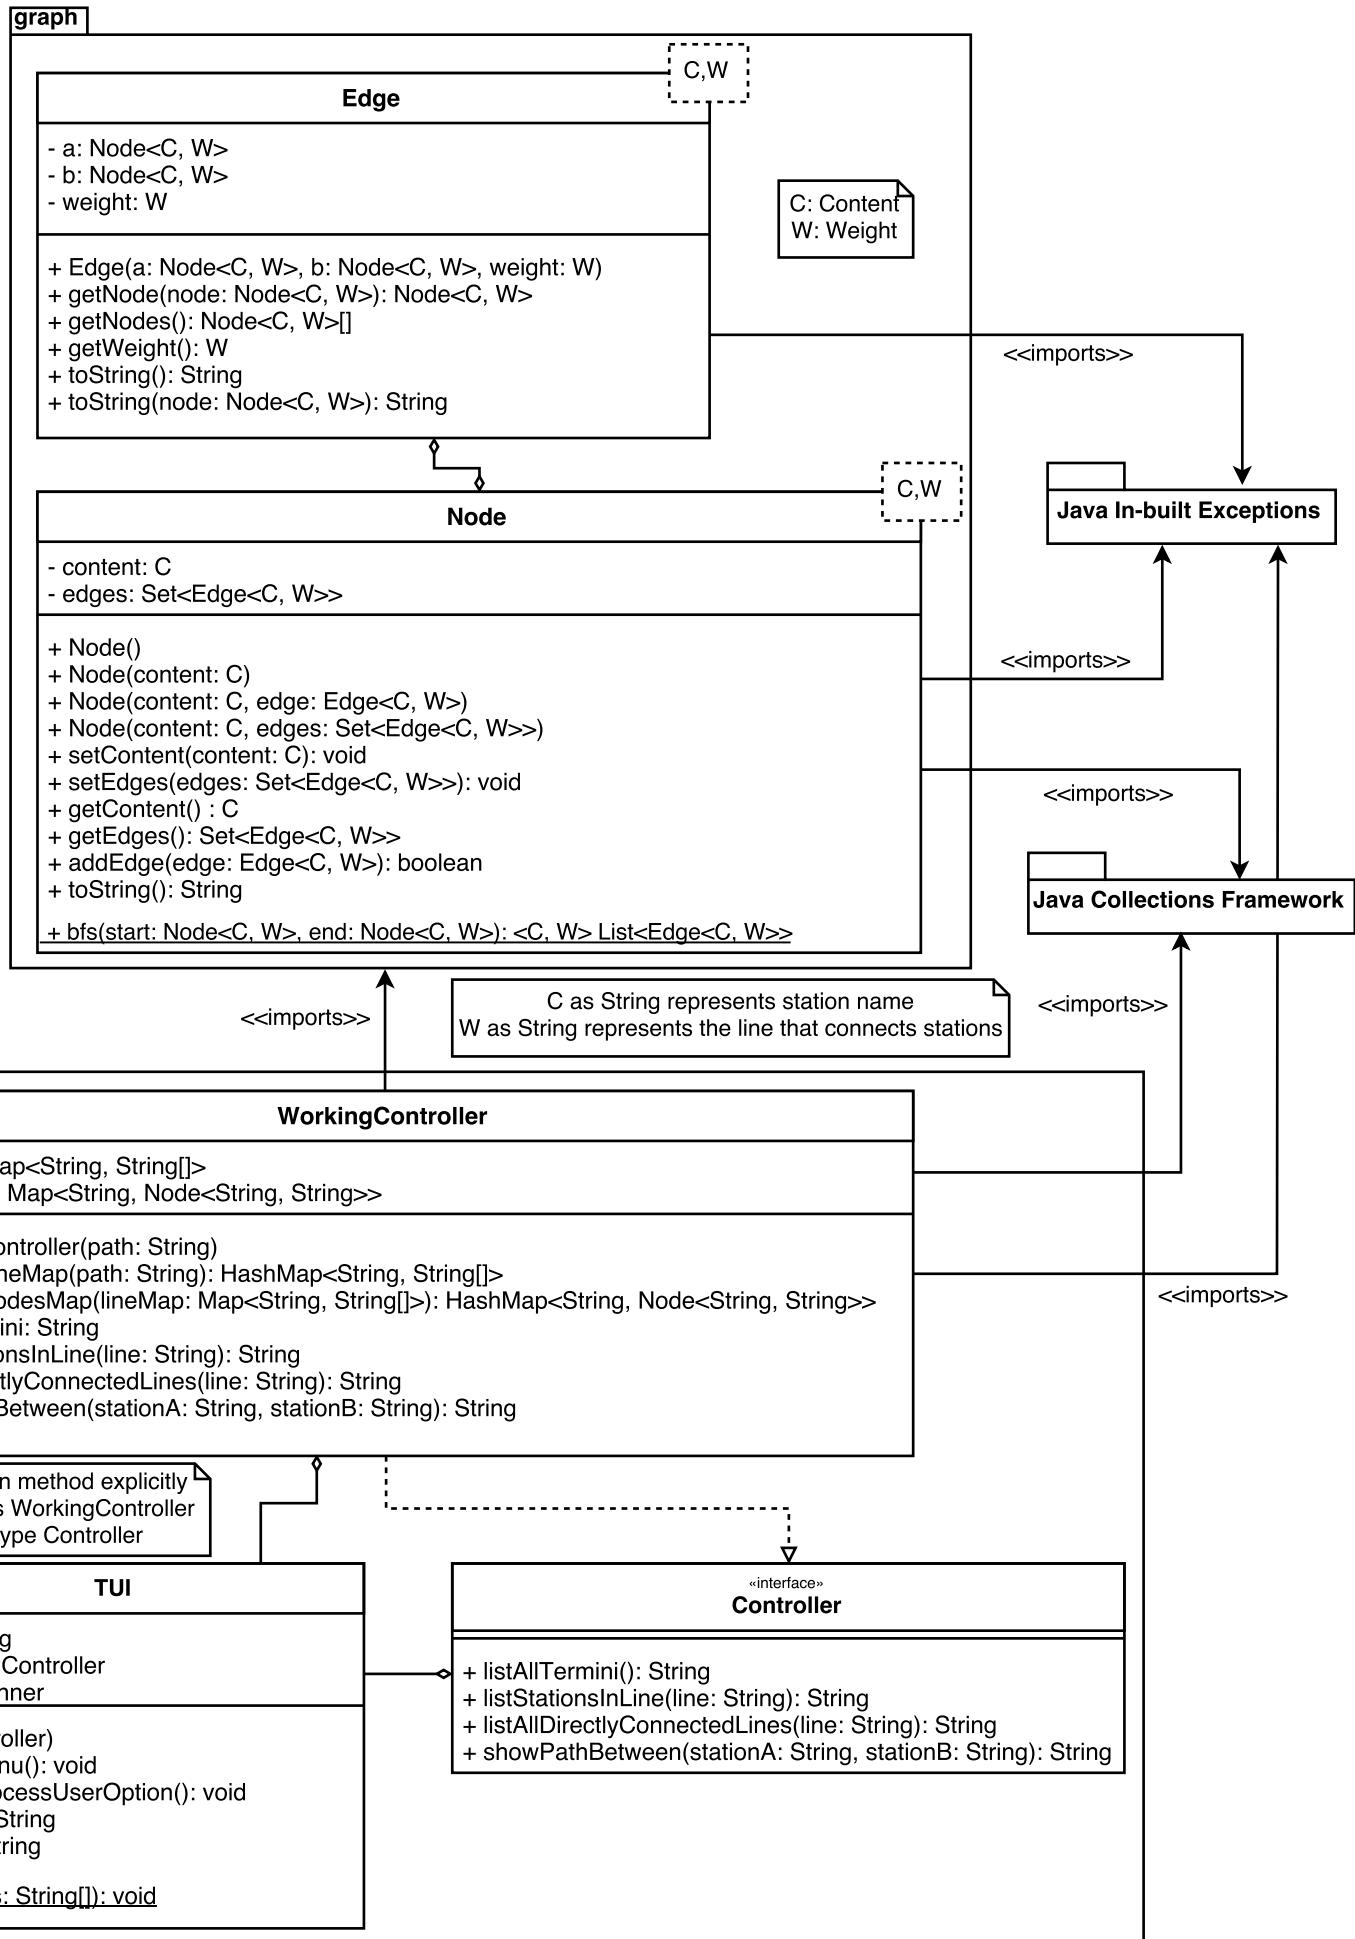 graph
C,W
Edge
- a: Node<C, W>
- b: Node<C, W>
- weight: W
C: Content
W: Weight
+ Edge(a: Node<C, W>, b: Node<C, W>, weight: W)
+ getNode(node: Node<C, W>): Node<C, W>
+ getNodes(): Node<C, W>[]
+ getWeight(): W
+ toString(): String
+ toString(node: Node<C, W>): String
<<imports>>
C,W
Node
Java In-built Exceptions
- content: C
- edges: Set<Edge<C, W>>
+ Node()
+ Node(content: C)
+ Node(content: C, edge: Edge<C, W>)
+ Node(content: C, edges: Set<Edge<C, W>>)
+ setContent(content: C): void
+ setEdges(edges: Set<Edge<C, W>>): void
+ getContent() : C
+ getEdges(): Set<Edge<C, W>>
+ addEdge(edge: Edge<C, W>): boolean
+ toString(): String
+ bfs(start: Node<C, W>, end: Node<C, W>): <C, W> List<Edge<C, W>>
<<imports>>
<<imports>>
Java Collections Framework
<<imports>>
C as String represents station name
W as String represents the line that connects stations
<<imports>>
WorkingController
ap<String, String[]>
Map<String, Node<String, String>>
ontroller(path: String)
neMap(path: String): HashMap<String, String[]>
odesMap(lineMap: Map<String, String[]>): HashMap<String, Node<String, String>>
ini: String
onsInLine(line: String): String
tlyConnectedLines(line: String): String
Between(stationA: String, stationB: String): String
<<imports>>
n method explicitly
s WorkingController
ype Controller
TUI
g
Controller
nner
roller)
nu(): void
ocessUserOption(): void
String
tring
s: String[]): void
«interface»
Controller
+ listAllTermini(): String
+ listStationsInLine(line: String): String
+ listAllDirectlyConnectedLines(line: String): String
+ showPathBetween(stationA: String, stationB: String): String